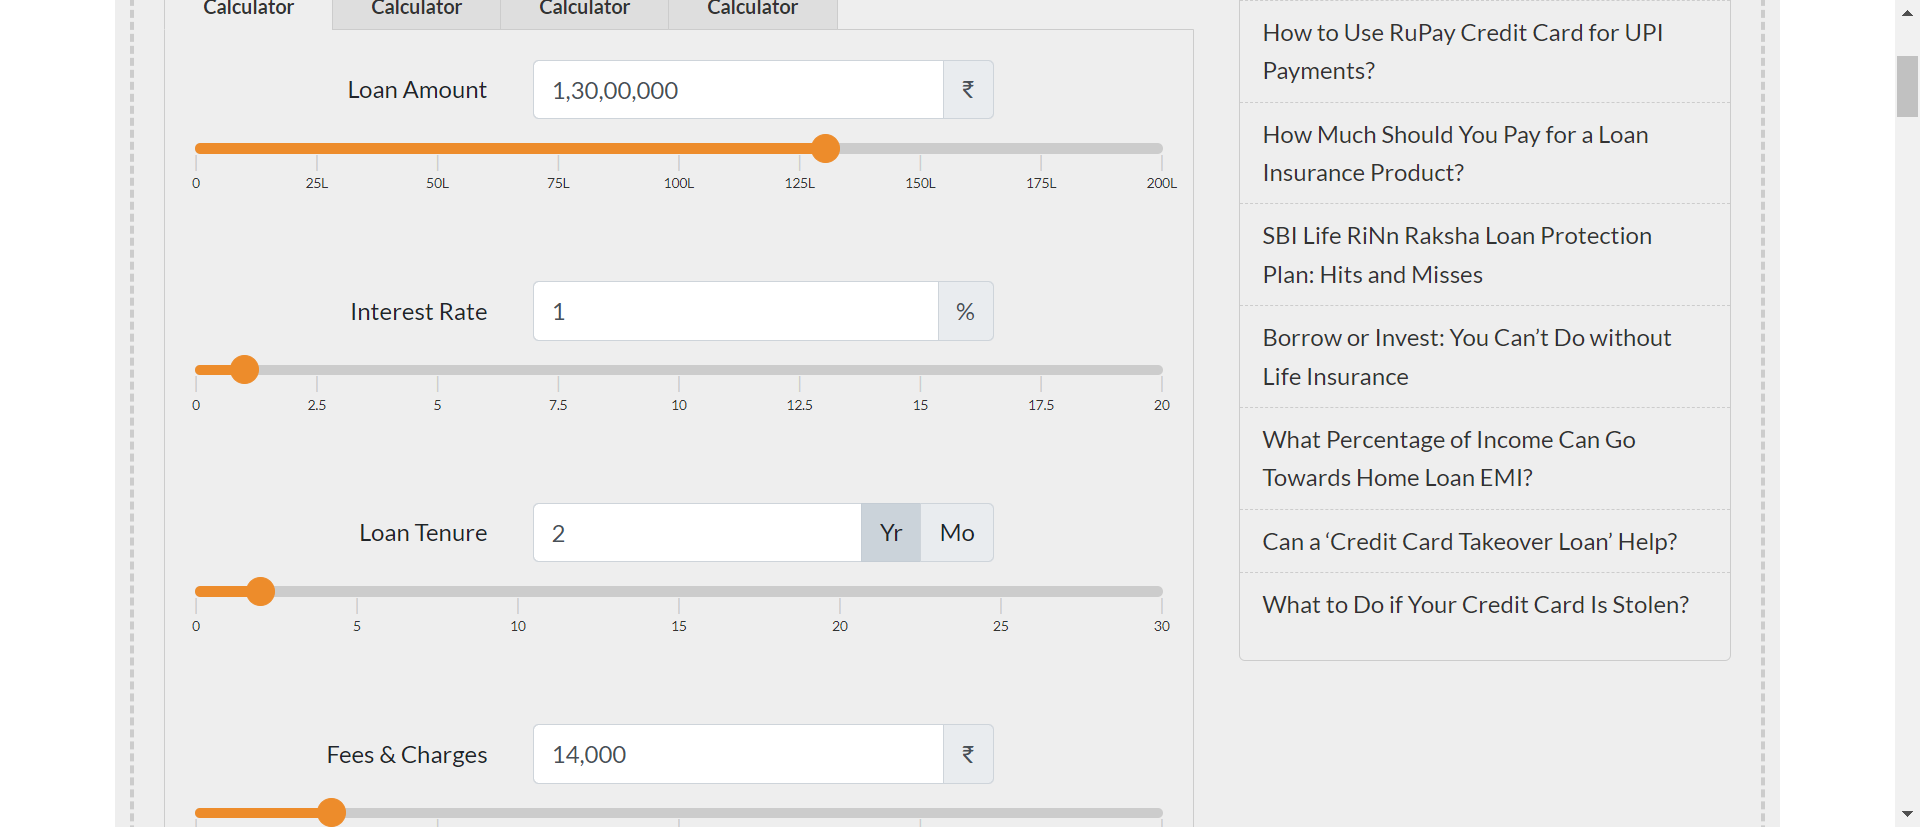 Calculator Calculator Calculator Calculator
Loan Amount 1,30,00,000 ₹
0 25L 50L 75L 100L 125L 150L 175L 200L
Interest Rate 1 %
0 2.5 5 7.5 10 12.5 15 17.5 20
Loan Tenure 2 Yr Mo
0 5 10 15 20 25 30
Fees & Charges 14,000 ₹
How to Use RuPay Credit Card for UPI
Payments?
How Much Should You Pay for a Loan
Insurance Product?
SBI Life RiNn Raksha Loan Protection
Plan: Hits and Misses
Borrow or Invest: You Can’t Do without
Life Insurance
What Percentage of Income Can Go
Towards Home Loan EMI?
Can a ‘Credit Card Takeover Loan’ Help?
What to Do if Your Credit Card Is Stolen?